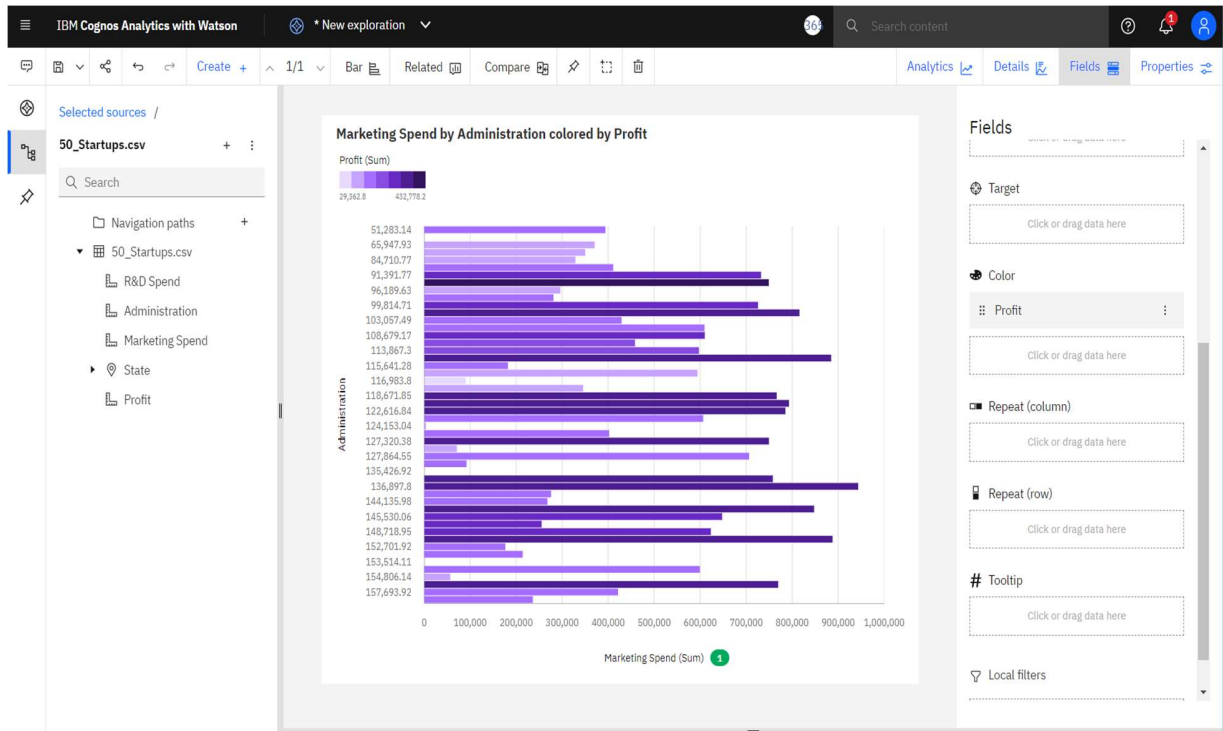 IBM Cognos Analytics with Watson
* New exploration
365
Search content
1
Create +
1/1
Bar
Related
Compare
Analytics
Details
Fields
Properties
Selected sources /
50_Startups.csv
Search
Navigation paths
50_Startups.csv
R&D Spend
Administration
Marketing Spend
State
Profit
Marketing Spend by Administration colored by Profit
Profit (Sum)
29,362.8 432,778.2
Administration
51,283.14
65,947.93
84,710.77
91,391.77
96,189.63
99,814.71
103,057.49
108,679.17
113,867.3
115,641.28
116,983.8
118,671.85
122,616.84
124,153.04
127,320.38
127,864.55
135,426.92
136,897.8
144,135.98
145,530.06
148,718.95
152,701.92
153,514.11
154,806.14
157,693.92
0 100,000 200,000 300,000 400,000 500,000 600,000 700,000 800,000 900,000 1,000,000
Marketing Spend (Sum) 1
Fields
Target
Click or drag data here
Color
Profit
Click or drag data here
Repeat (column)
Click or drag data here
Repeat (row)
Click or drag data here
# Tooltip
Click or drag data here
Local filters